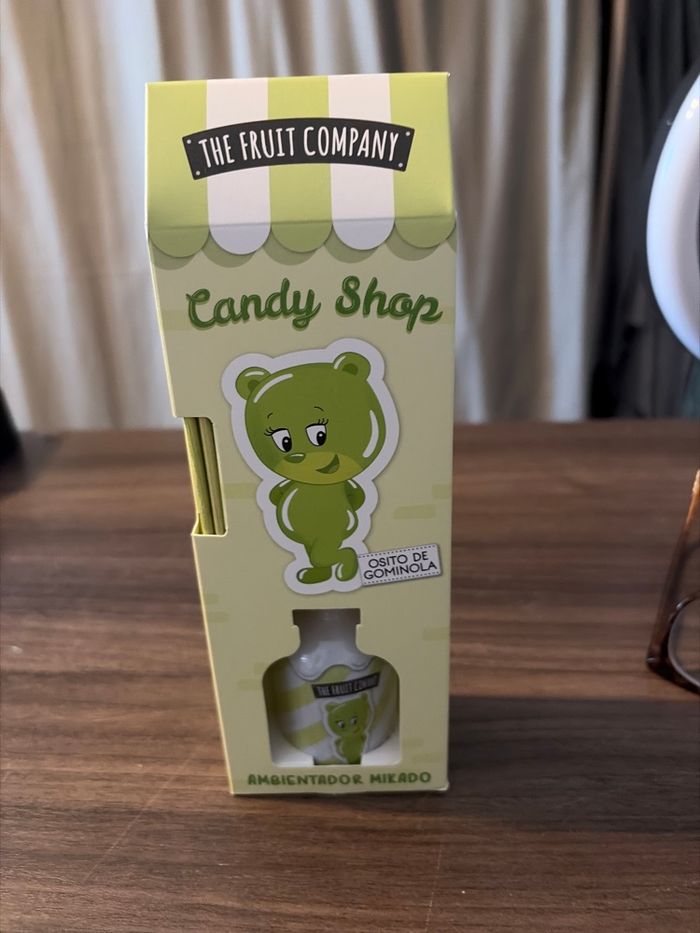 THE FRUIT COMPANY
Candy Shop
OSITO DE
GOMINOLA
THE FRUIT COMPANY
AMBIENTADOR MIKADO